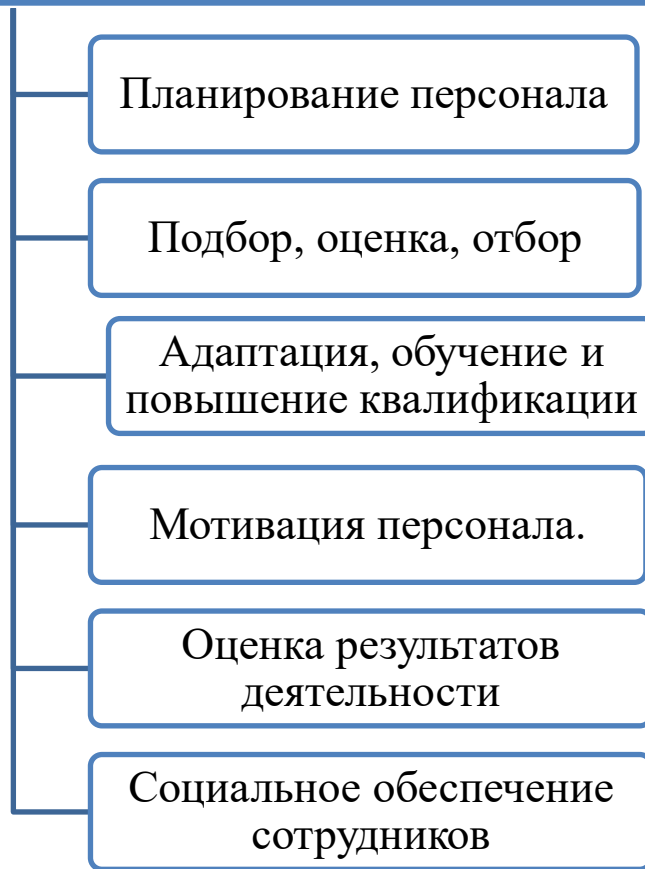 Планирование персонала
Подбор, оценка, отбор
Адаптация, обучение и
повышение квалификации
Мотивация персонала.
Оценка результатов
деятельности
Социальное обеспечение
сотрудников